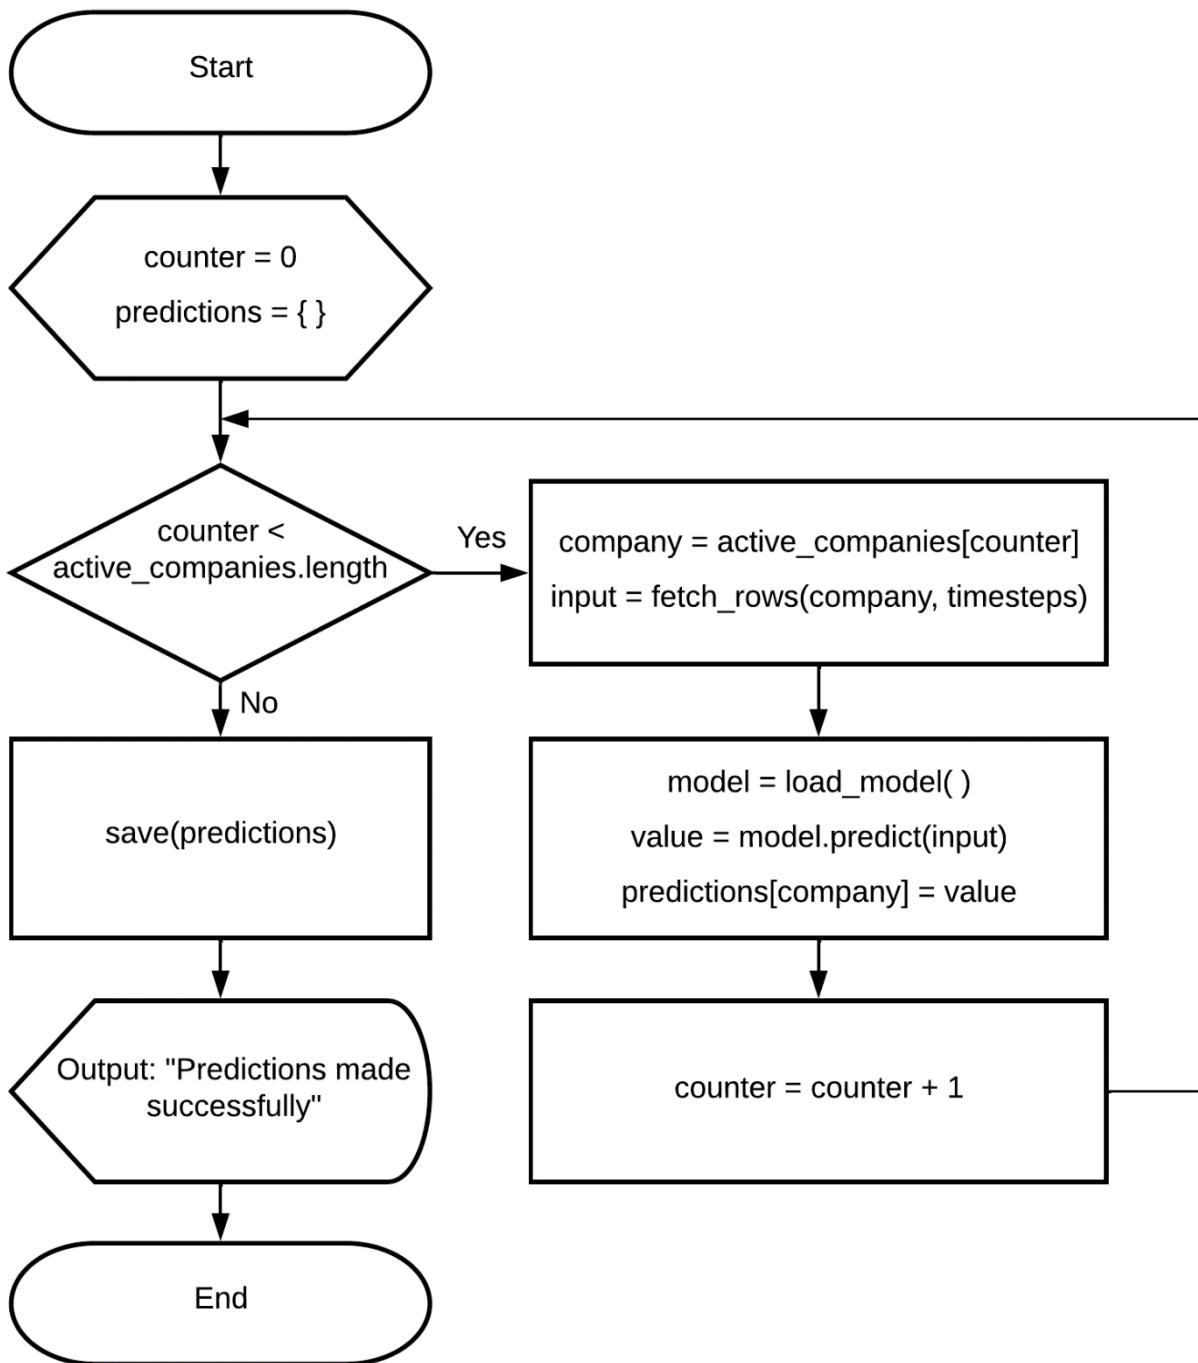 Start
counter = 0
predictions = { }
counter <
active_companies.length
Yes
company = active_companies[counter]
input = fetch_rows(company, timesteps)
No
model = load_model( )
value = model.predict(input)
predictions[company] = value
save(predictions)
Output: "Predictions made
successfully"
counter = counter + 1
End